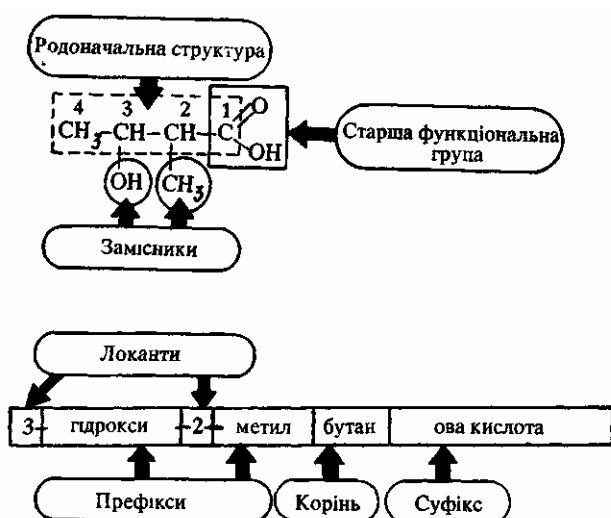 Родоначальна структура
4 3 2 1
CH₃–CH–CH–C
O
OH
OH
CH₃
Старша функціональна
група
Замісники
Локанти
3- гідрокси -2- метил бутан ова кислота
Префікси
Корінь
Суфікс